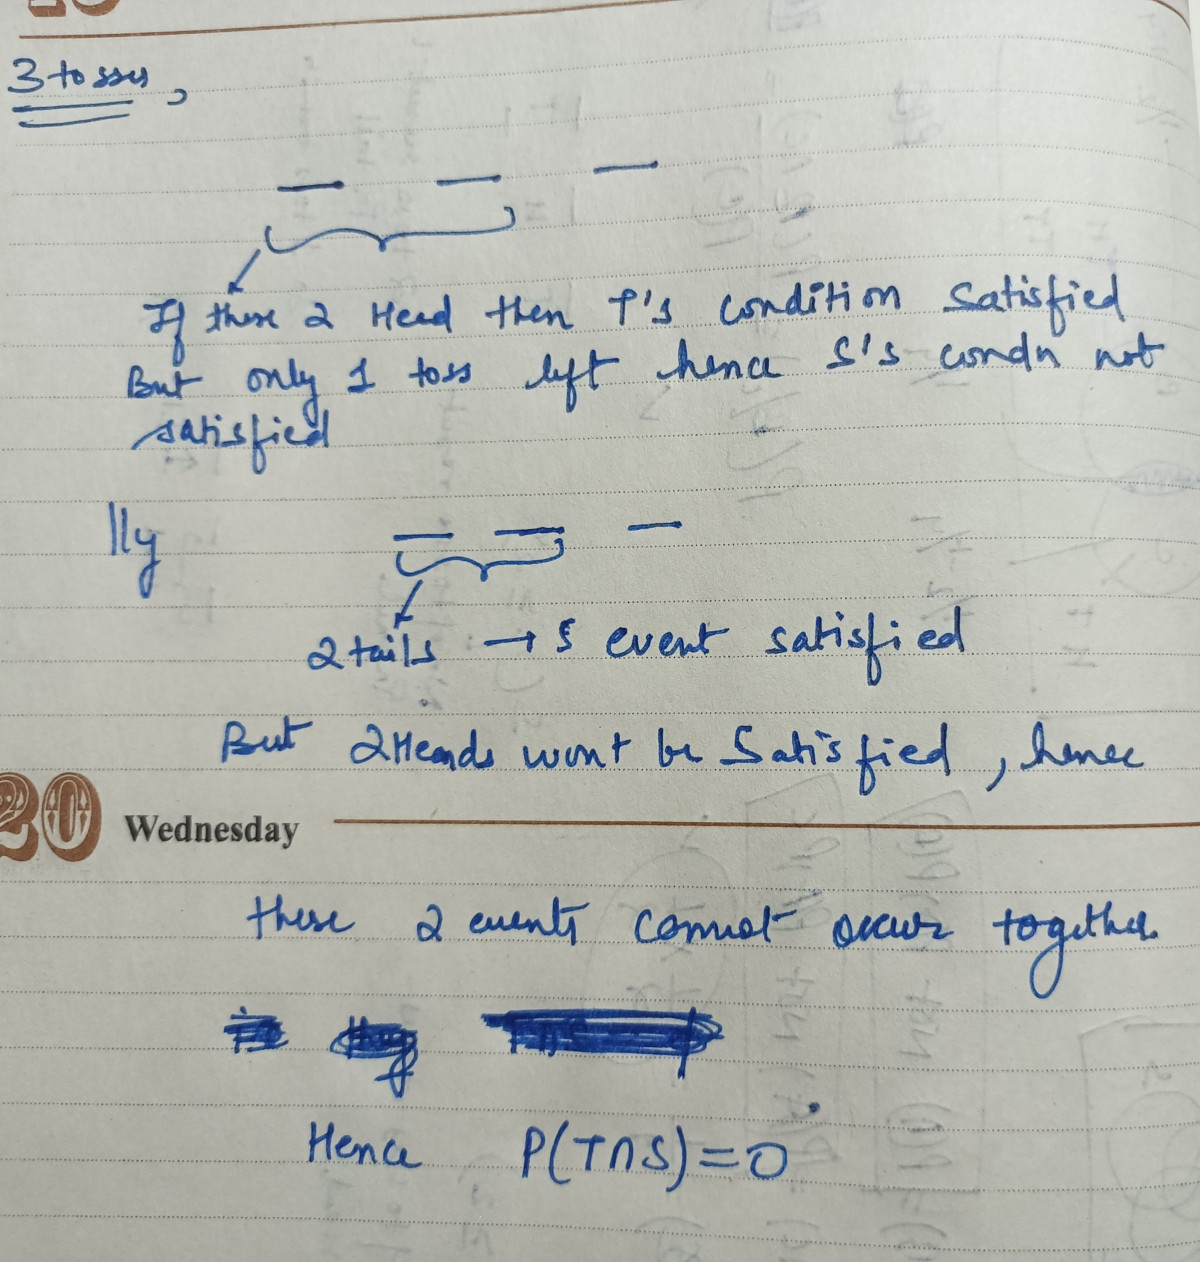 3 tosses,
If there 2 Head then T's condition satisfied
But only 1 toss left hence S's condn not
satisfied
lly
2 tails → S event satisfied
But 2 Heads wont be Satisfied, hence
20 Wednesday
these 2 events cannot occur together
Hence P(T∩S)=0